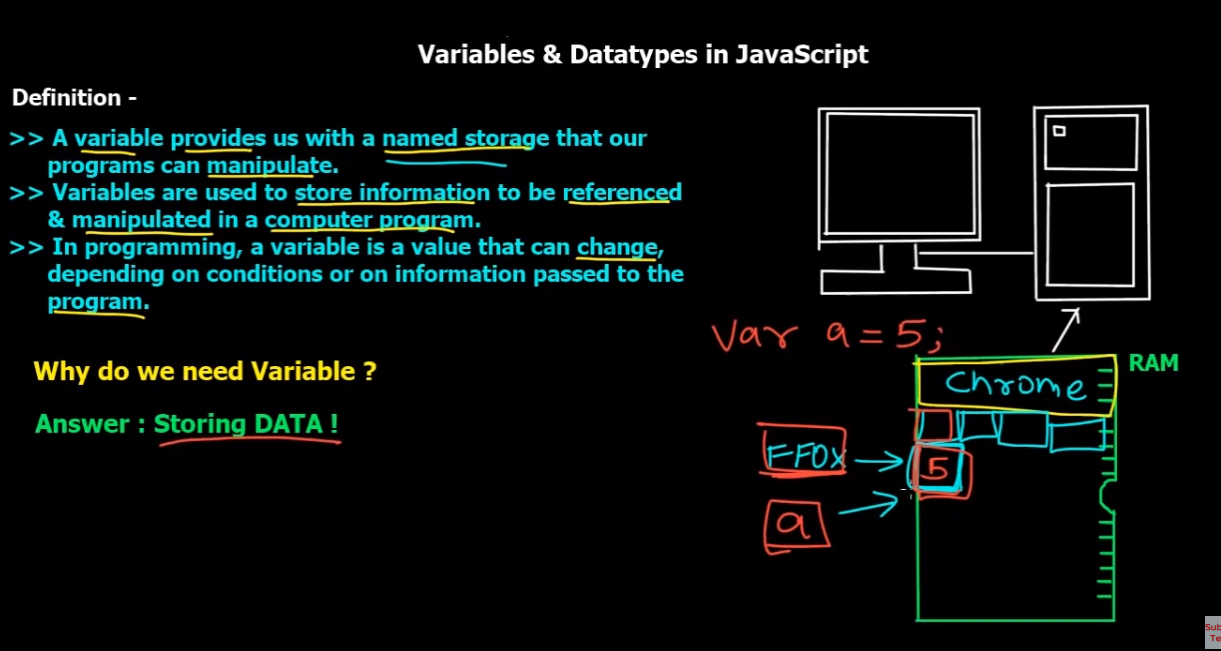 Variables & Datatypes in JavaScript
Definition -
>> A variable provides us with a named storage that our
programs can manipulate.
>> Variables are used to store information to be referenced
& manipulated in a computer program.
>> In programming, a variable is a value that can change,
depending on conditions or on information passed to the
program.
Var a = 5;
Why do we need Variable ?
RAM
Chrome
Answer : Storing DATA !
FFOX
5
a
Sub
Te